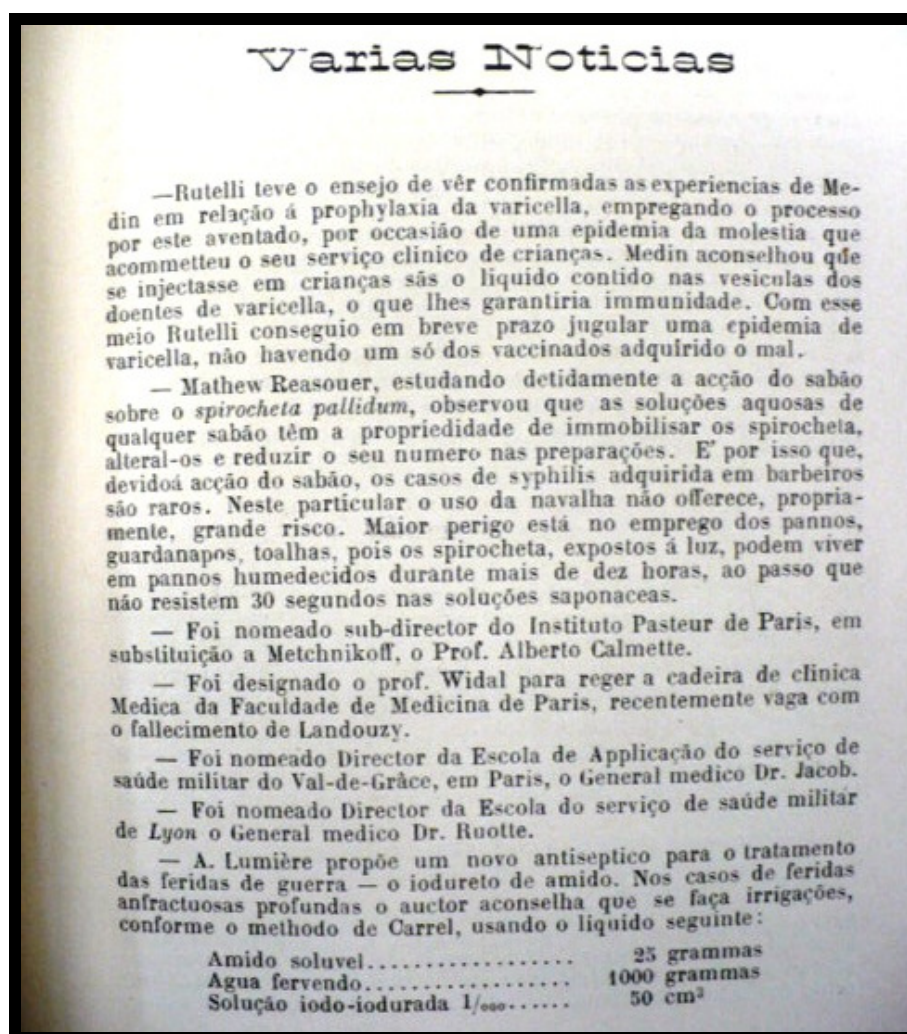 Varias Noticias
—Rutelli teve o ensejo de vêr confirmadas as experiencias de Me-
din em relação á prophylaxia da varicella, empregando o processo
por este aventado, por occasião de uma epidemia da molestia que
acommetteu o seu serviço clinico de crianças. Medin aconselhou que
se injectasse em crianças sãs o liquido contido nas vesiculas dos
doentes de varicella, o que lhes garantiria immunidade. Com esse
meio Rutelli conseguio em breve prazo jugular uma epidemia de
varicella, não havendo um só dos vaccinados adquirido o mal.
— Mathew Reasouer, estudando detidamente a acção do sabão
sobre o spirocheta pallidum, observou que as soluções aquosas de
qualquer sabão têm a propriedidade de immobilisar os spirocheta,
alteral-os e reduzir o seu numero nas preparações. E' por isso que,
devidoá acção do sabão, os casos de syphilis adquirida em barbeiros
são raros. Neste particular o uso da navalha não offerece, propria-
mente, grande risco. Maior perigo está no emprego dos pannos,
guardanapos, toalhas, pois os spirocheta, expostos á luz, podem viver
em pannos humedecidos durante mais de dez horas, ao passo que
não resistem 30 segundos nas soluções saponaceas.
— Foi nomeado sub-director do Instituto Pasteur de Paris, em
substituição a Metchnikoff, o Prof. Alberto Calmette.
— Foi designado o prof. Widal para reger a cadeira de clinica
Medica da Faculdade de Medicina de Paris, recentemente vaga com
o fallecimento de Landouzy.
— Foi nomeado Director da Escola de Applicação do serviço de
saúde militar do Val-de-Grâce, em Paris, o General medico Dr. Jacob.
— Foi nomeado Director da Escola do serviço de saúde militar
de Lyon o General medico Dr. Ruotte.
— A. Lumière propõe um novo antiseptico para o tratamento
das feridas de guerra — o iodureto de amido. Nos casos de feridas
anfractuosas profundas o auctor aconselha que se faça irrigações,
conforme o methodo de Carrel, usando o liquido seguinte:
Amido soluvel.................. 25 grammas
Agua fervendo.................. 1000 grammas
Solução iodo-iodurada 1/000...... 50 cm³